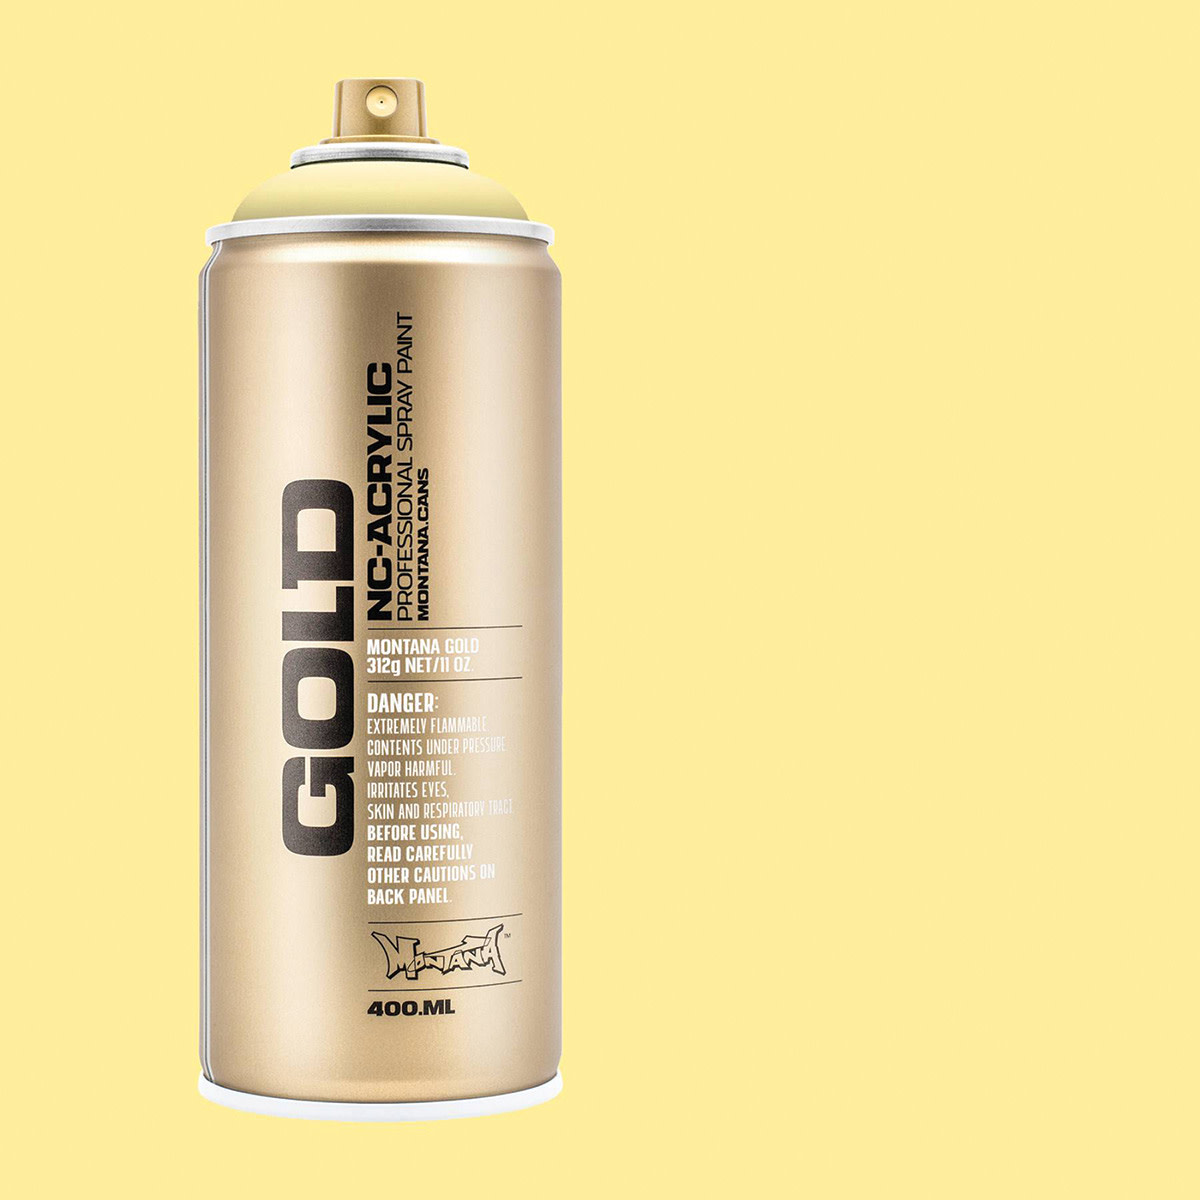 GOLD
NC-ACRYLIC
PROFESSIONAL SPRAY PAINT
MONTANA.CANS
MONTANA GOLD
312g NET/11 OZ.
DANGER:
EXTREMELY FLAMMABLE
CONTENTS UNDER PRESSURE.
VAPOR HARMFUL.
IRRITATES EYES,
SKIN AND RESPIRATORY TRACT.
BEFORE USING,
READ CAREFULLY
OTHER CAUTIONS ON
BACK PANEL.
MONTANA™
400.ML